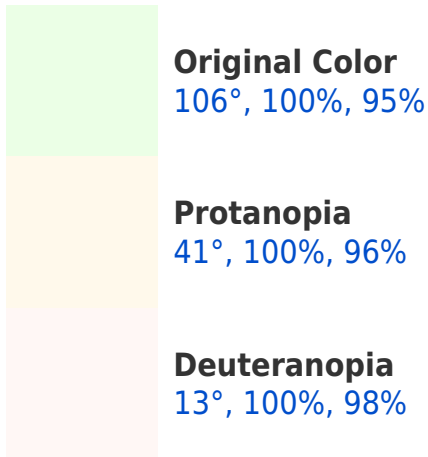 Original Color
106°, 100%, 95%
Protanopia
41°, 100%, 96%
Deuteranopia
13°, 100%, 98%